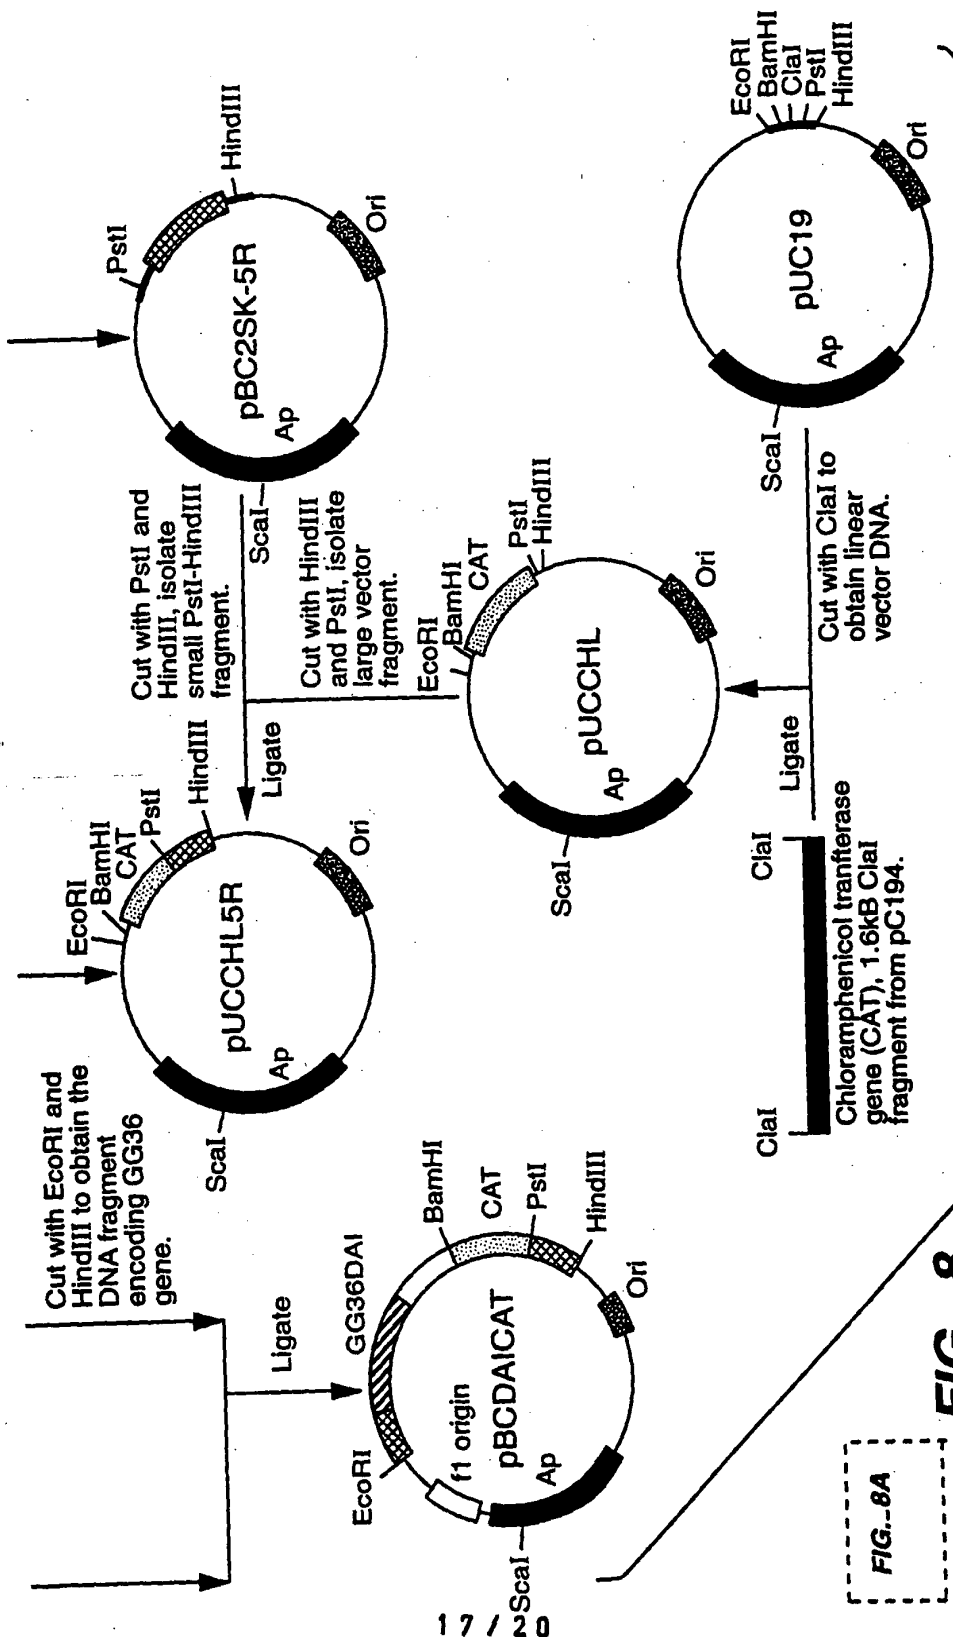 Cut with EcoRI and
HindIII to obtain the
DNA fragment
encoding GG36
gene.
Ligate
EcoRI
f1 origin
GG36DAI
BamHI
CAT
PstI
HindIII
Ori
pBCDAICAT
Ap
ScaI
EcoRI
BamHI
CAT
PstI
HindIII
pUCCHL5R
Ap
Ori
ScaI
Ligate
Cut with PstI and
HindIII, isolate
small PstI-HindIII
fragment.
Cut with HindIII
and PstI, isolate
large vector
fragment.
PstI
HindIII
pBC2SK-5R
Ap
Ori
ScaI
EcoRI
BamHI
CAT
PstI
HindIII
pUCCHL
Ap
Ori
ScaI
ClaI
ClaI
Chloramphenicol tranfterase
gene (CAT), 1.6kB ClaI
fragment from pC194.
Ligate
Cut with ClaI to
obtain linear
vector DNA.
EcoRI
BamHI
ClaI
PstI
HindIII
pUC19
Ap
Ori
ScaI
FIG._8A
FIG._8
17 / 20